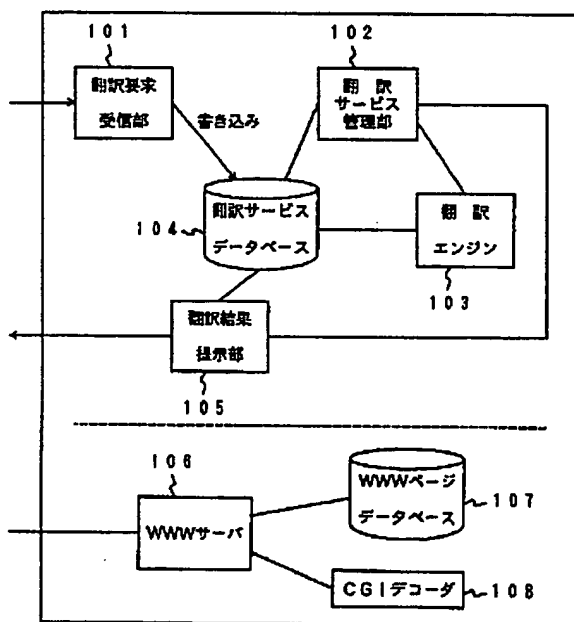 101
翻訳要求
受信部
書き込み
102
翻訳
サービス
管理部
104
翻訳サービス
データベース
翻訳
エンジン
103
翻訳結果
提示部
105
106
WWWサーバ
WWWページ
データベース
107
CGIデコーダ
108